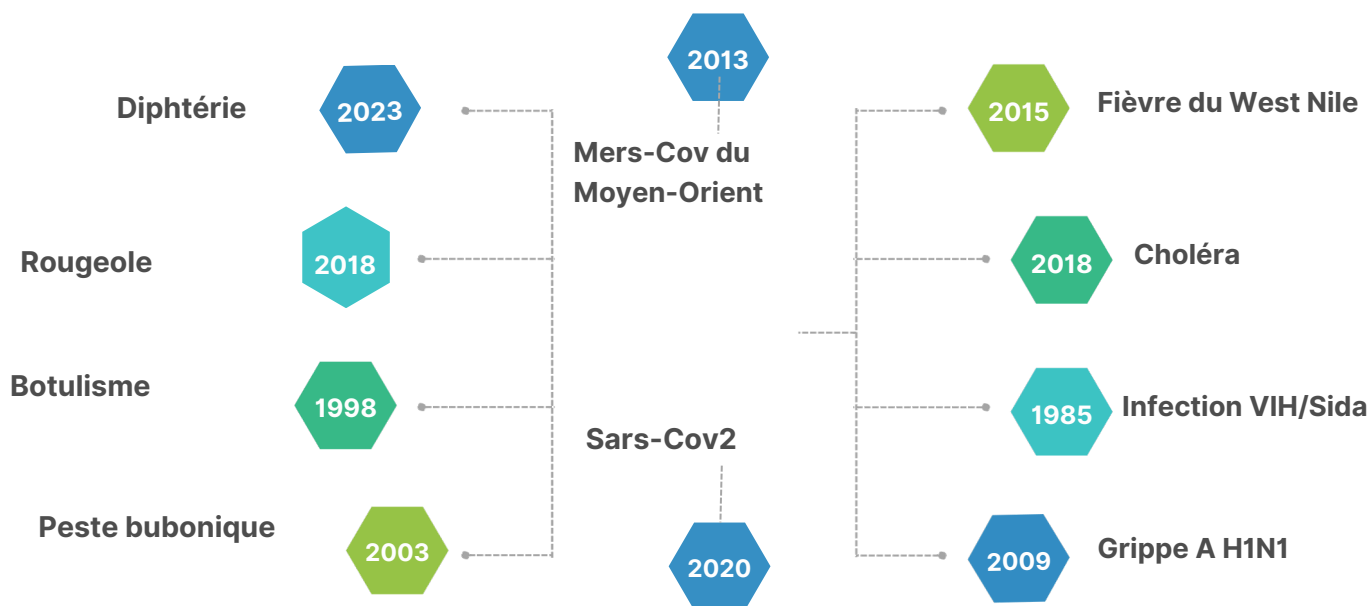 Diphtérie
2023
Rougeole
2018
Botulisme
1998
Peste bubonique
2003
2013
Mers-Cov du
Moyen-Orient
Sars-Cov2
2020
2015
Fièvre du West Nile
2018
Choléra
1985
Infection VIH/Sida
2009
Grippe A H1N1